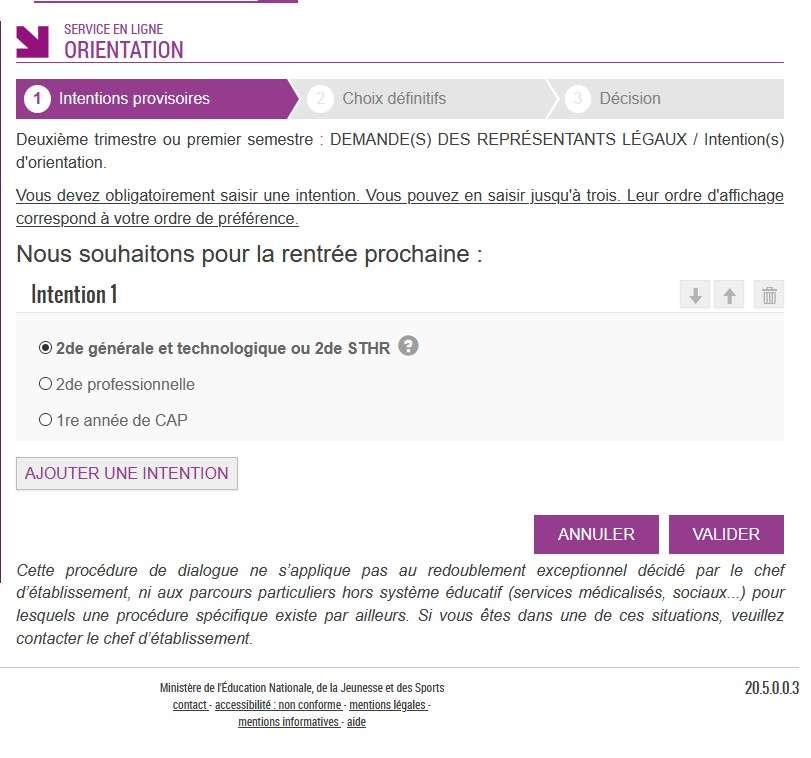 SERVICE EN LIGNE
ORIENTATION
1 Intentions provisoires
2 Choix définitifs
3 Décision
Deuxième trimestre ou premier semestre : DEMANDE(S) DES REPRÉSENTANTS LÉGAUX / Intention(s)
d'orientation.
Vous devez obligatoirement saisir une intention. Vous pouvez en saisir jusqu'à trois. Leur ordre d'affichage
correspond à votre ordre de préférence.
Nous souhaitons pour la rentrée prochaine :
Intention 1
2de générale et technologique ou 2de STHR ?
2de professionnelle
1re année de CAP
AJOUTER UNE INTENTION
ANNULER
VALIDER
Cette procédure de dialogue ne s’applique pas au redoublement exceptionnel décidé par le chef
d’établissement, ni aux parcours particuliers hors système éducatif (services médicalisés, sociaux...) pour
lesquels une procédure spécifique existe par ailleurs. Si vous êtes dans une de ces situations, veuillez
contacter le chef d’établissement.
Ministère de l'Éducation Nationale, de la Jeunesse et des Sports
20.5.0.0.3
contact - accessibilité : non conforme - mentions légales -
mentions informatives - aide